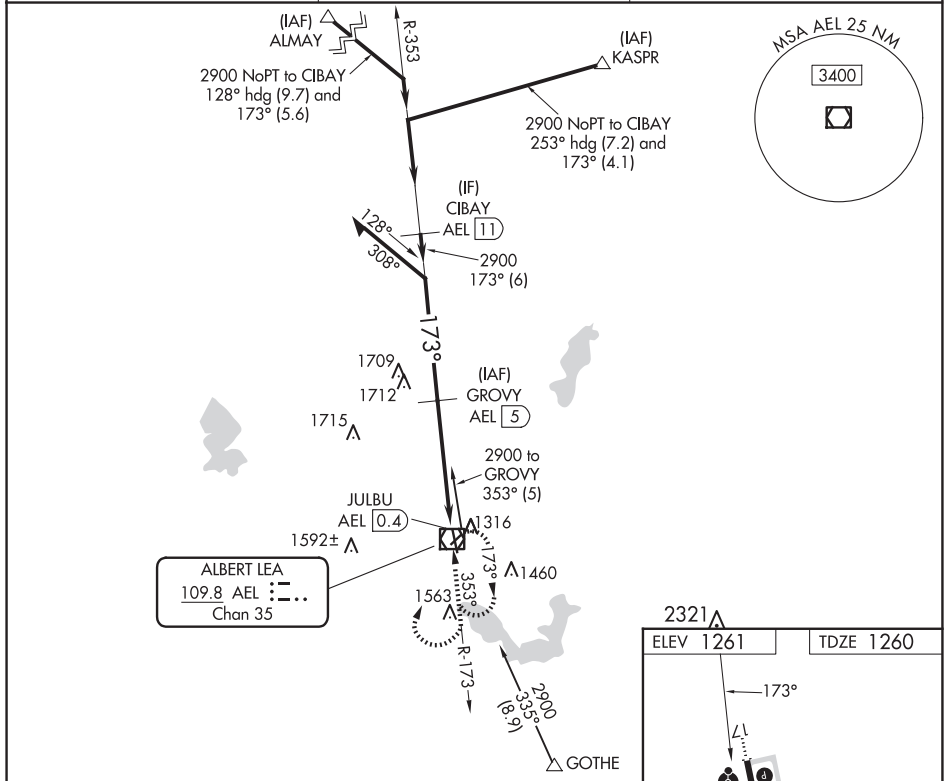 (IAF)
ALMAY
R-353
(IAF)
KASPR
MSA AEL 25 NM
3400
2900 NoPT to CIBAY
128° hdg (9.7) and
173° (5.6)
2900 NoPT to CIBAY
253° hdg (7.2) and
173° (4.1)
(IF)
CIBAY
AEL 11
128°
308°
2900
173° (6)
173°
1709
1712
(IAF)
GROVY
AEL 5
1715
2900 to
GROVY
353° (5)
JULBU
AEL 0.4
1316
1592±
173°
353°
1460
ALBERT LEA
109.8 AEL
Chan 35
1563
R-173
2900
335°
(8.9)
GOTHE
2321
ELEV 1261
TDZE 1260
173°
17
P